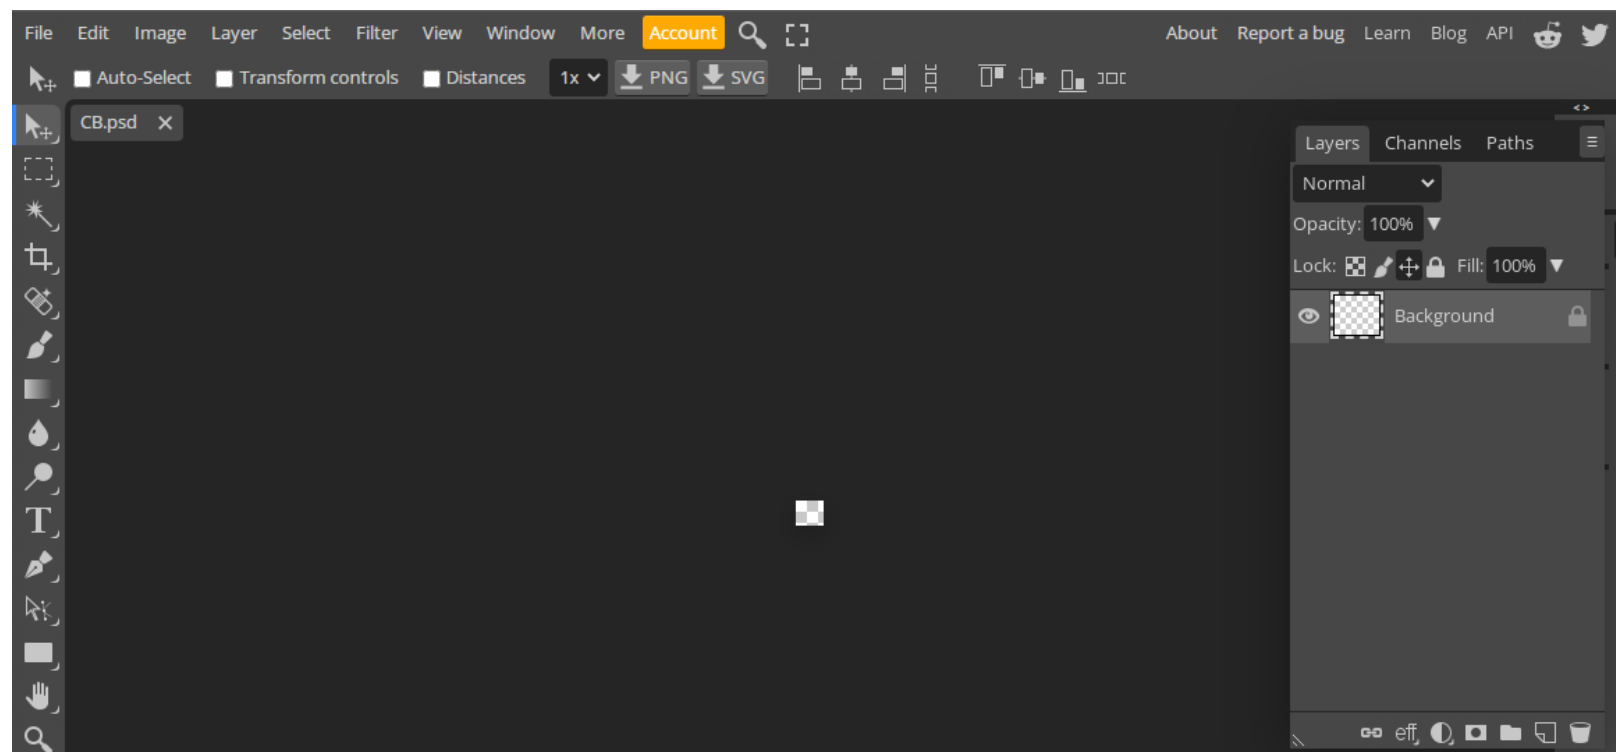 File Edit Image Layer Select Filter View Window More Account About Report a bug Learn Blog API
Auto-Select Transform controls Distances 1x PNG SVG
CB.psd
Layers Channels Paths
Normal
Opacity: 100%
Lock: Fill: 100%
Background
T
eff